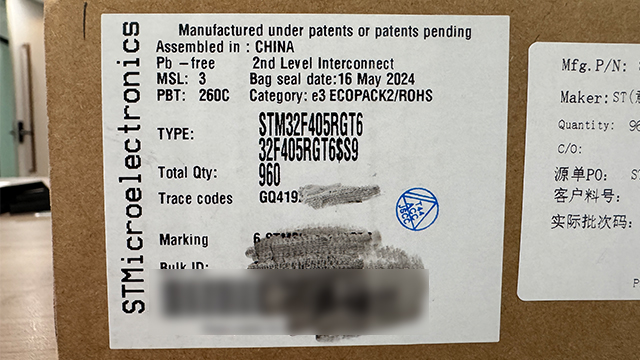 STMicroelectronics
Manufactured under patents or patents pending
Assembled in : CHINA
Pb -free 2nd Level Interconnect
MSL: 3 Bag seal date:16 May 2024
PBT: 260C Category: e3 ECOPACK2/ROHS
TYPE: STM32F405RGT6
32F405RGT6$S9
Total Qty: 960
Trace codes GQ419
Marking
Bulk ID:
Mfg.P/N:
Maker: ST(
Quantity: 96
C/O:
源单PO: ST
客户料号:
实际批次码:
P